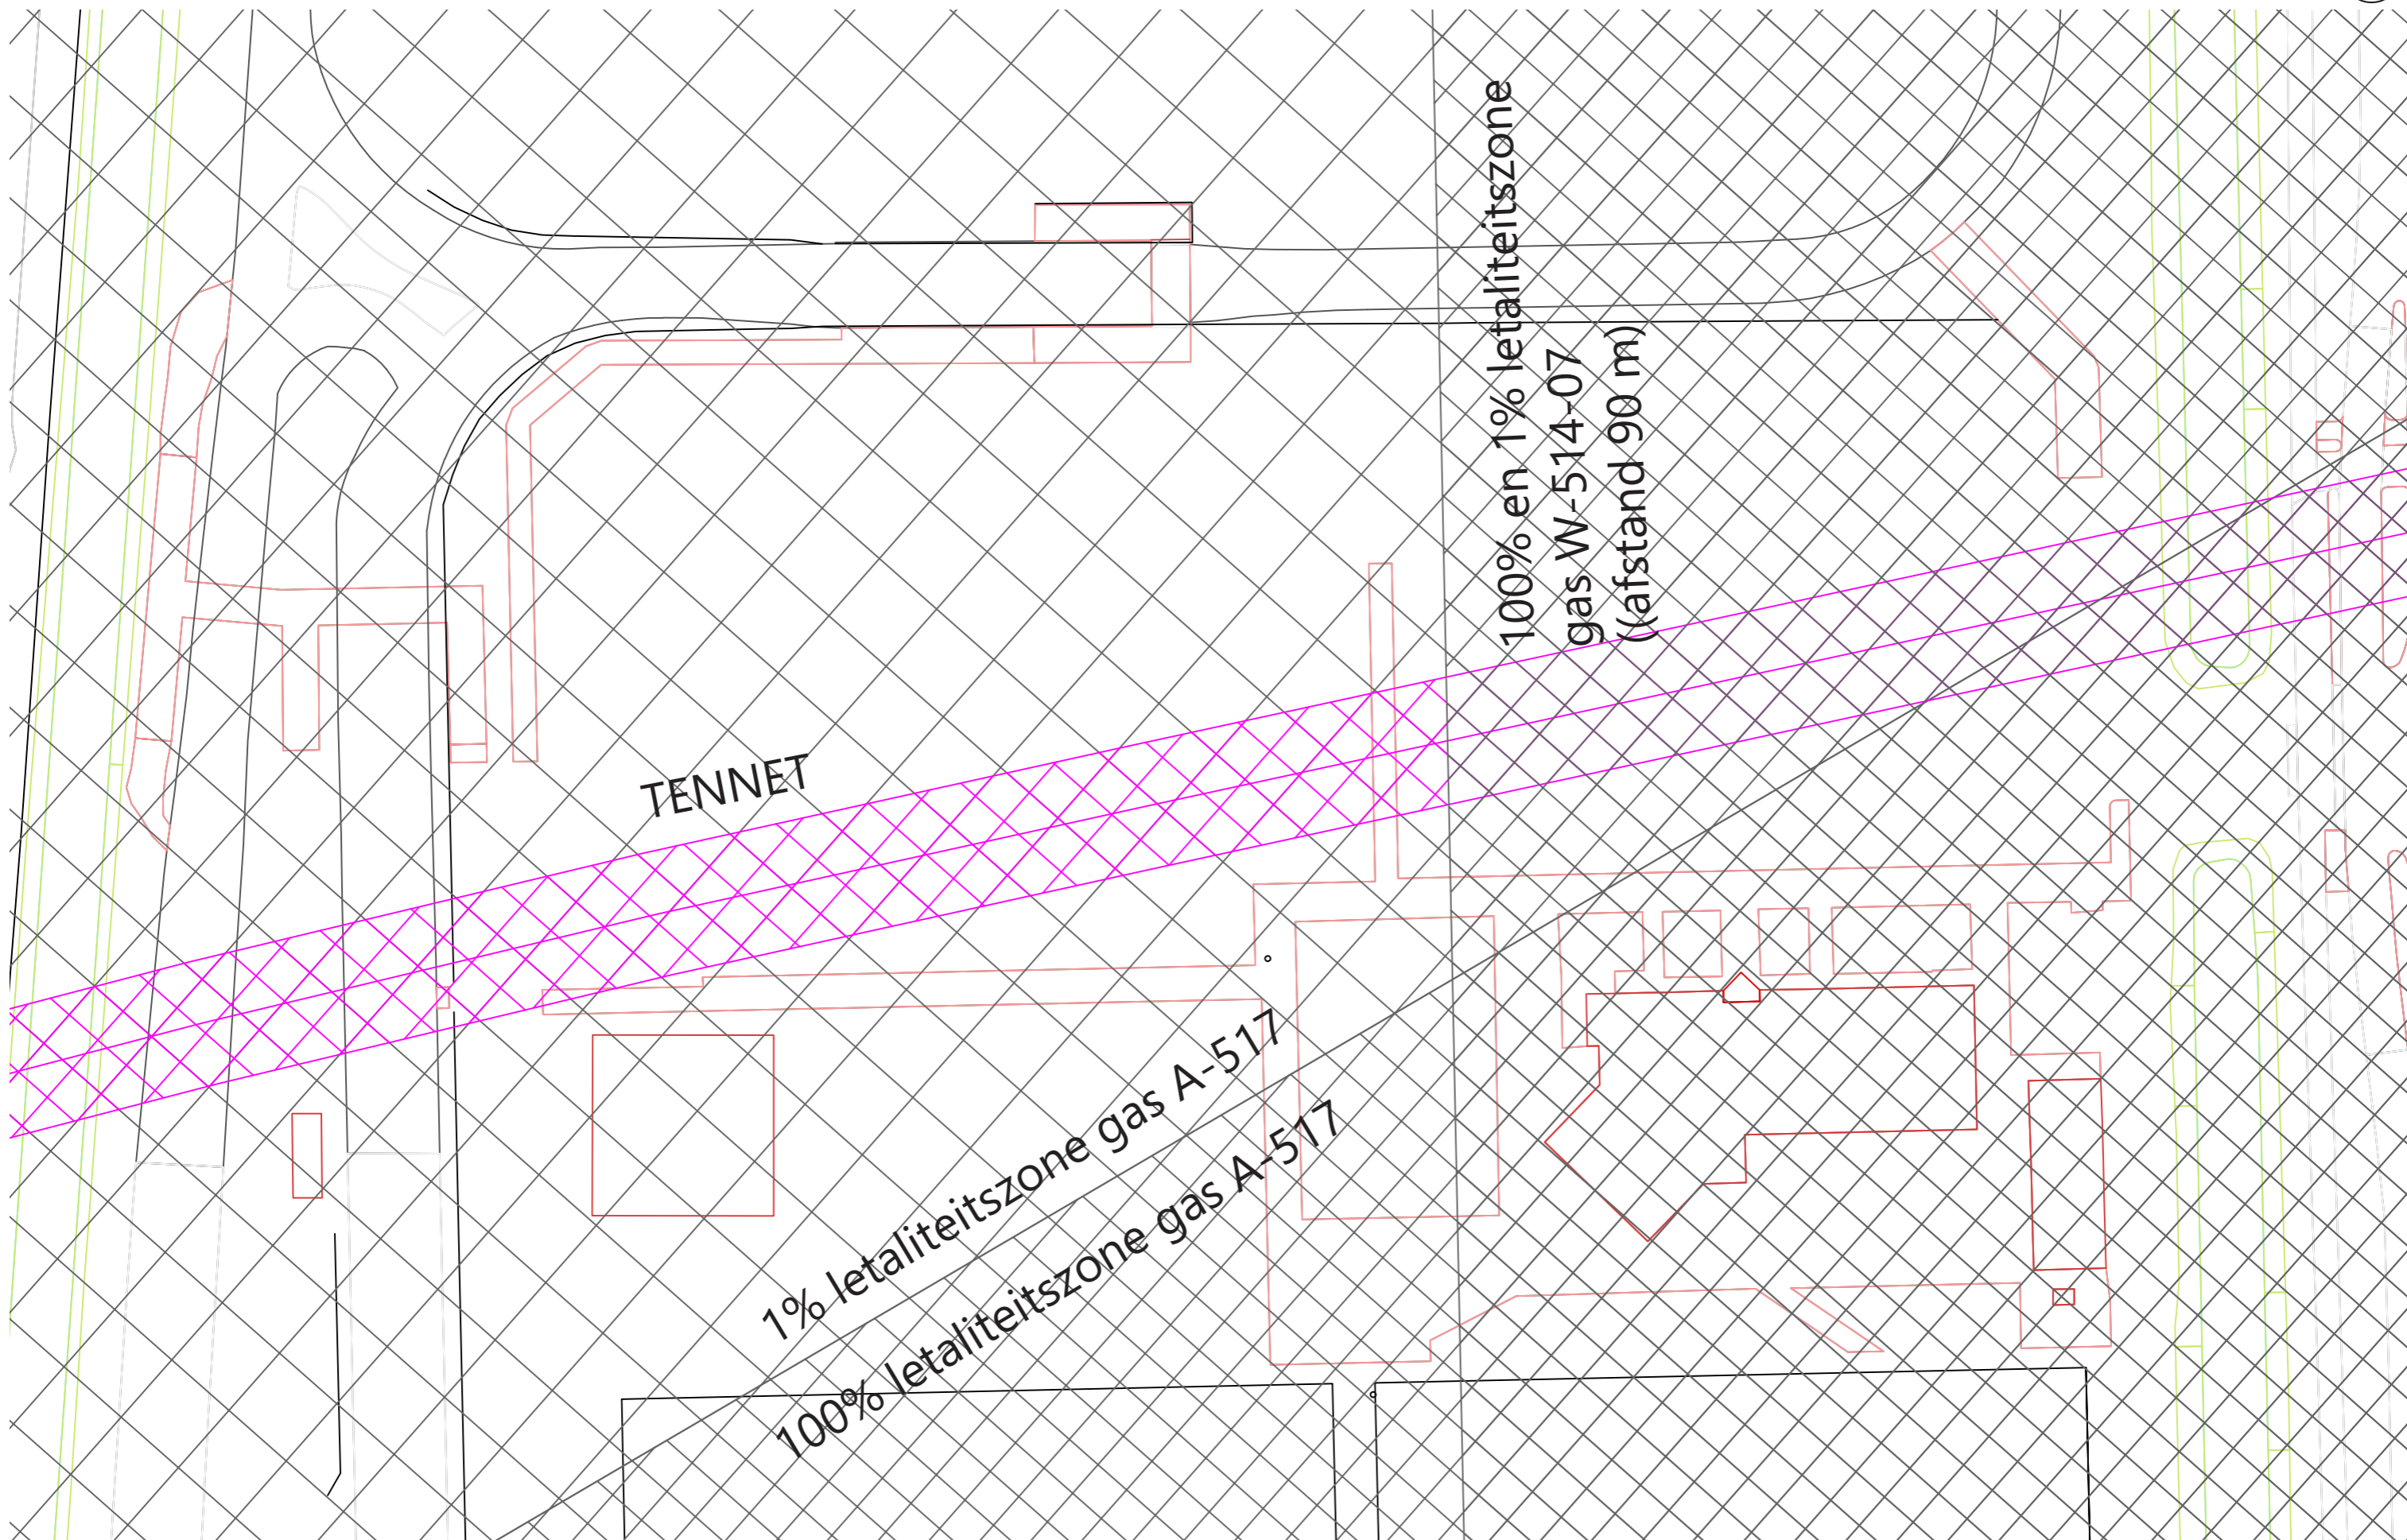 100% en 1% letaliteitszone
gas W-514-07
(afstand 90 m)
TENNET
1% letaliteitszone gas A-517
100% letaliteitszone gas A-517